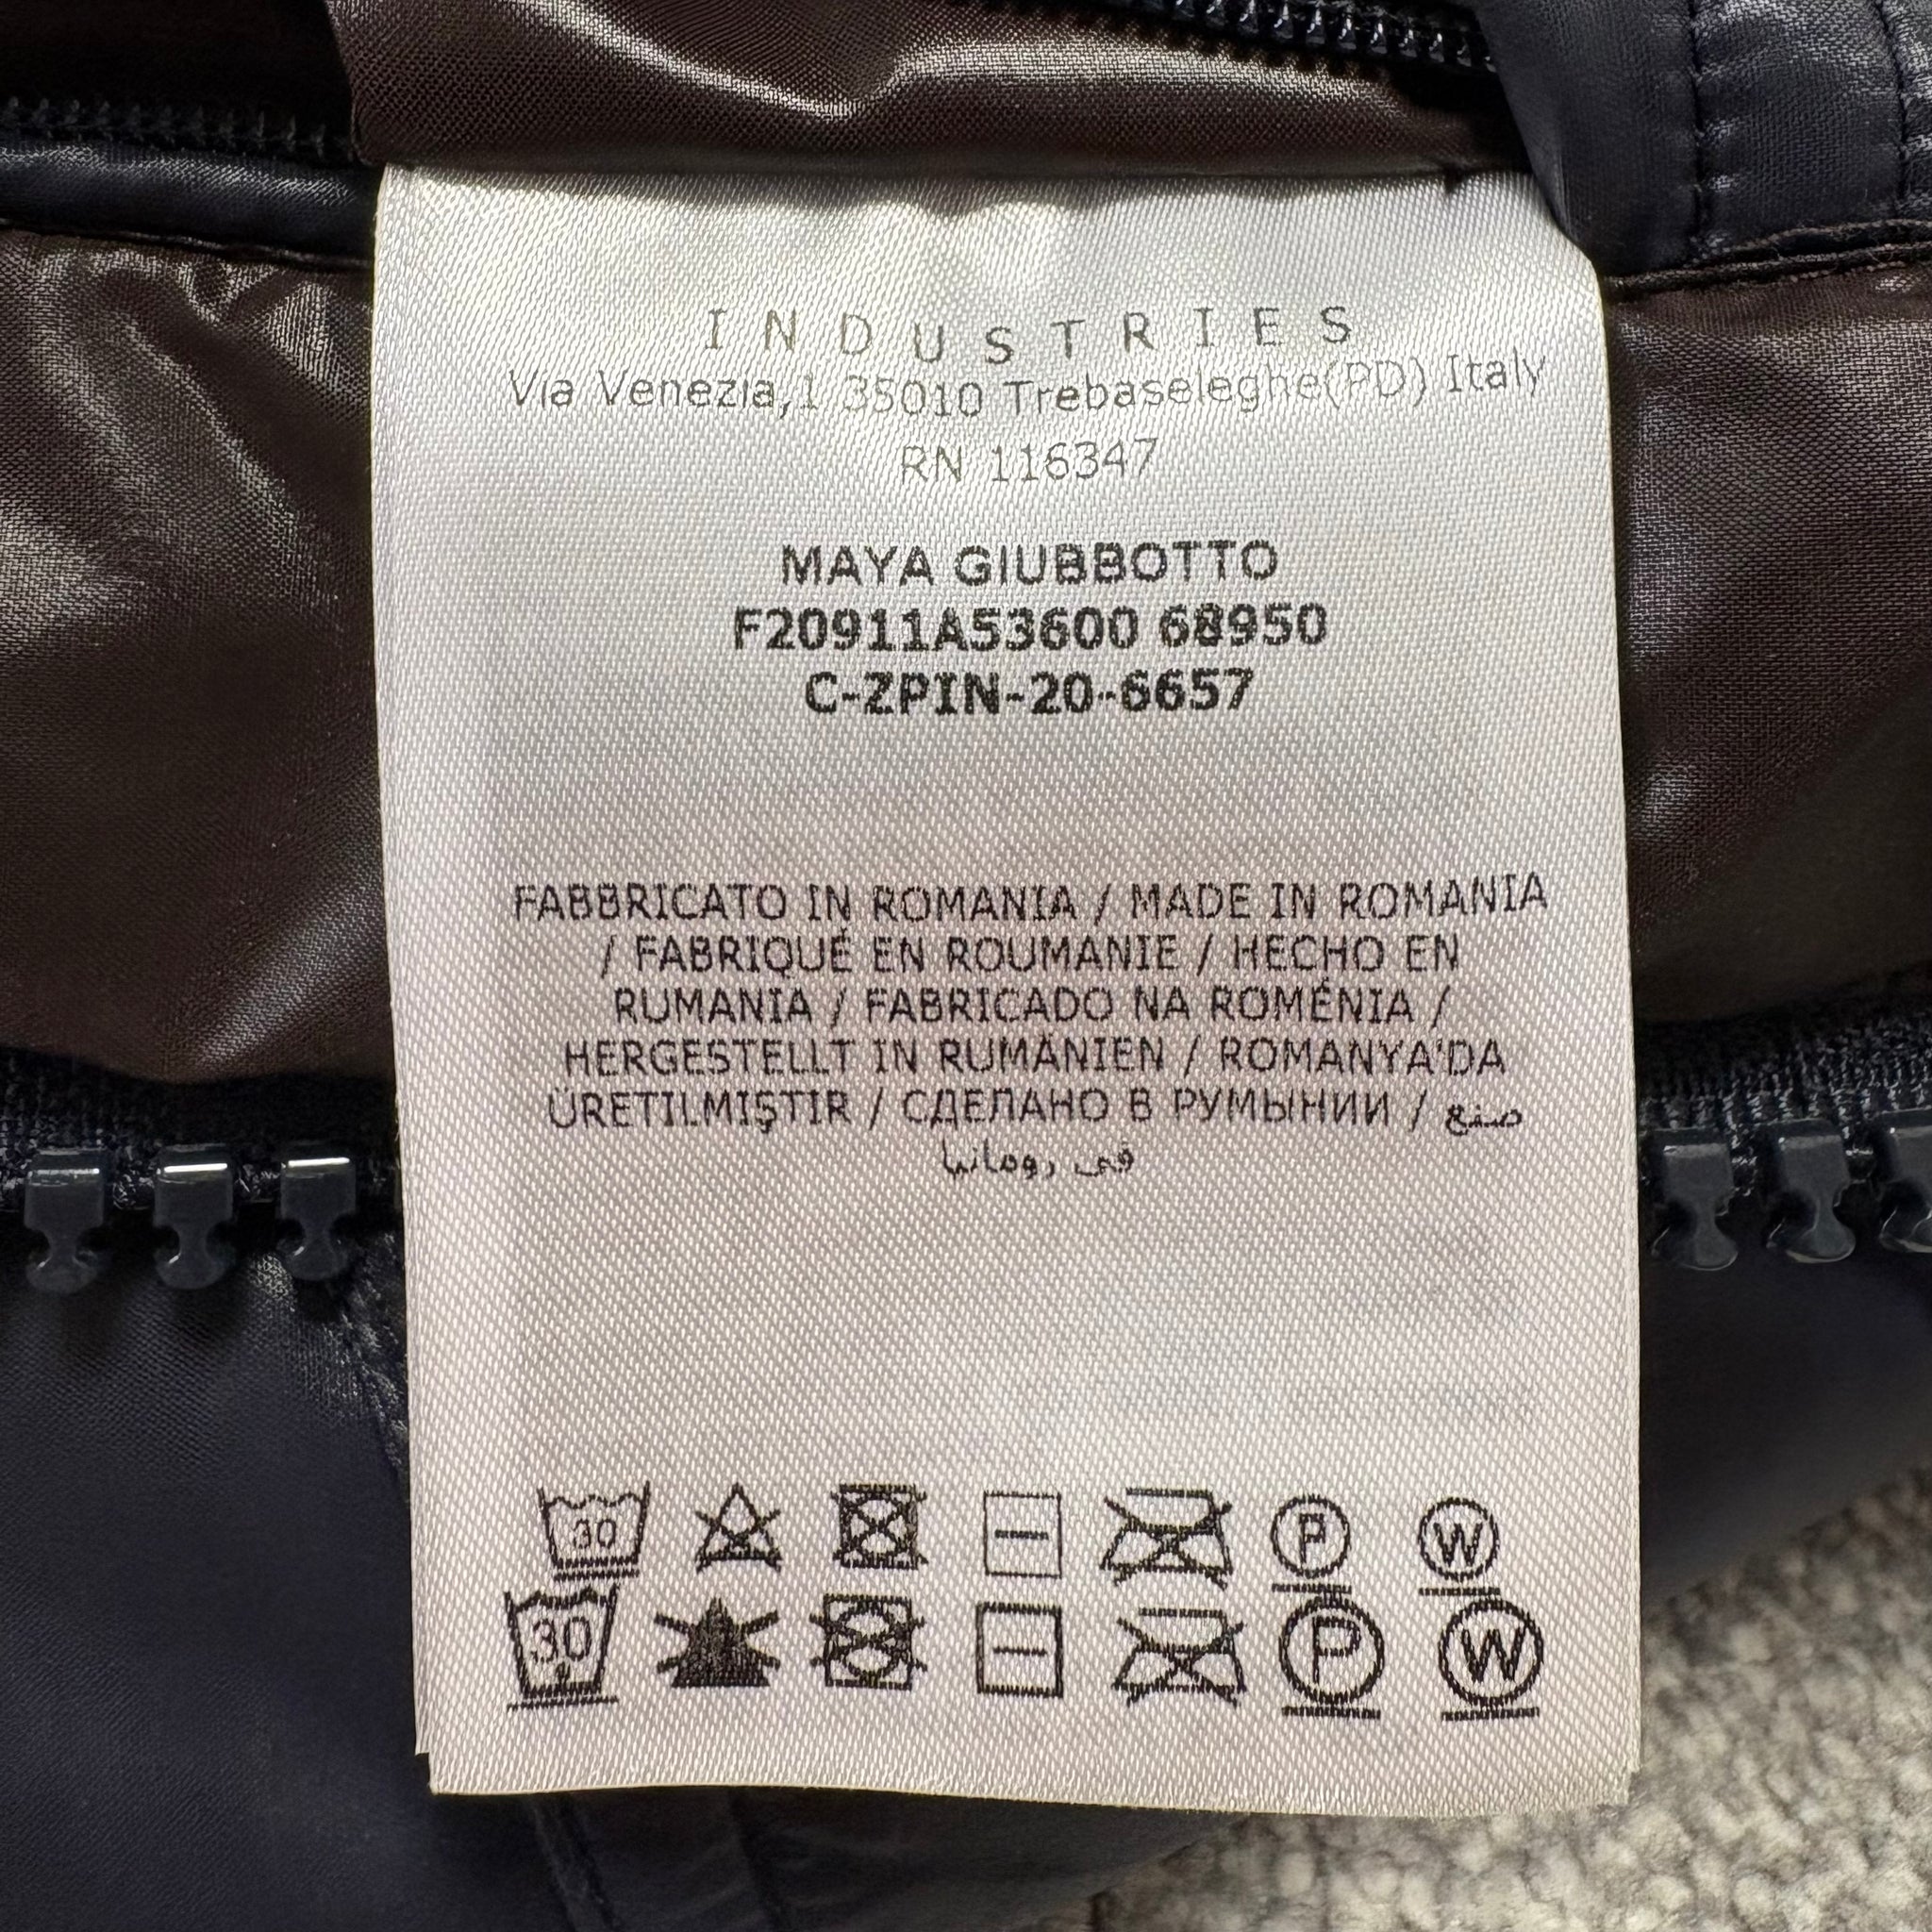 INDUSTRIES
Via Venezia,1 35010 Trebaseleghe(PD) Italy
RN 116347
MAYA GIUBBOTTO
F20911A53600 68950
C-ZPIN-20-6657
FABBRICATO IN ROMANIA / MADE IN ROMANIA
/ FABRIQUÉ EN ROUMANIE / HECHO EN
RUMANIA / FABRICADO NA ROMÉNIA /
HERGESTELLT IN RUMÄNIEN / ROMANYA'DA
ÜRETILMIŞTIR / СДЕЛАНО В РУМЫНИИ / صنع
في رومانيا
30 P W
30 P W